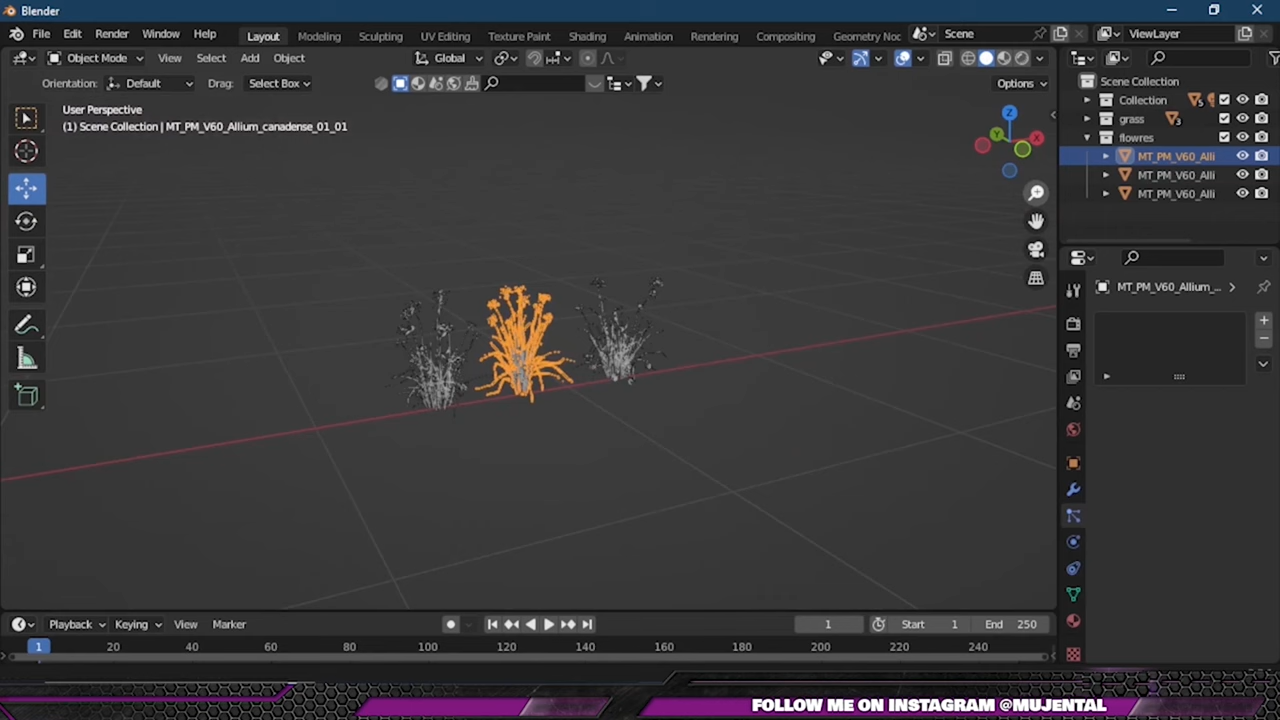 Blender
File Edit Render Window Help Layout Modeling Sculpting UV Editing Texture Paint Shading Animation Rendering Compositing Geometry Noc Scene ViewLayer
Object Mode View Select Add Object Global
Orientation: Default Drag: Select Box Options
User Perspective
(1) Scene Collection | MT_PM_V60_Allium_canadense_01_01
Scene Collection
Collection 5
grass 3
flowres
MT_PM_V60_Alli
MT_PM_V60_Alli
MT_PM_V60_Alli
MT_PM_V60_Allium_...
X
Y
Z
Playback Keying View Marker 1 Start 1 End 250
1 20 40 60 80 100 120 140 160 180 200 220 240
FOLLOW ME ON INSTAGRAM @MUJENTAL